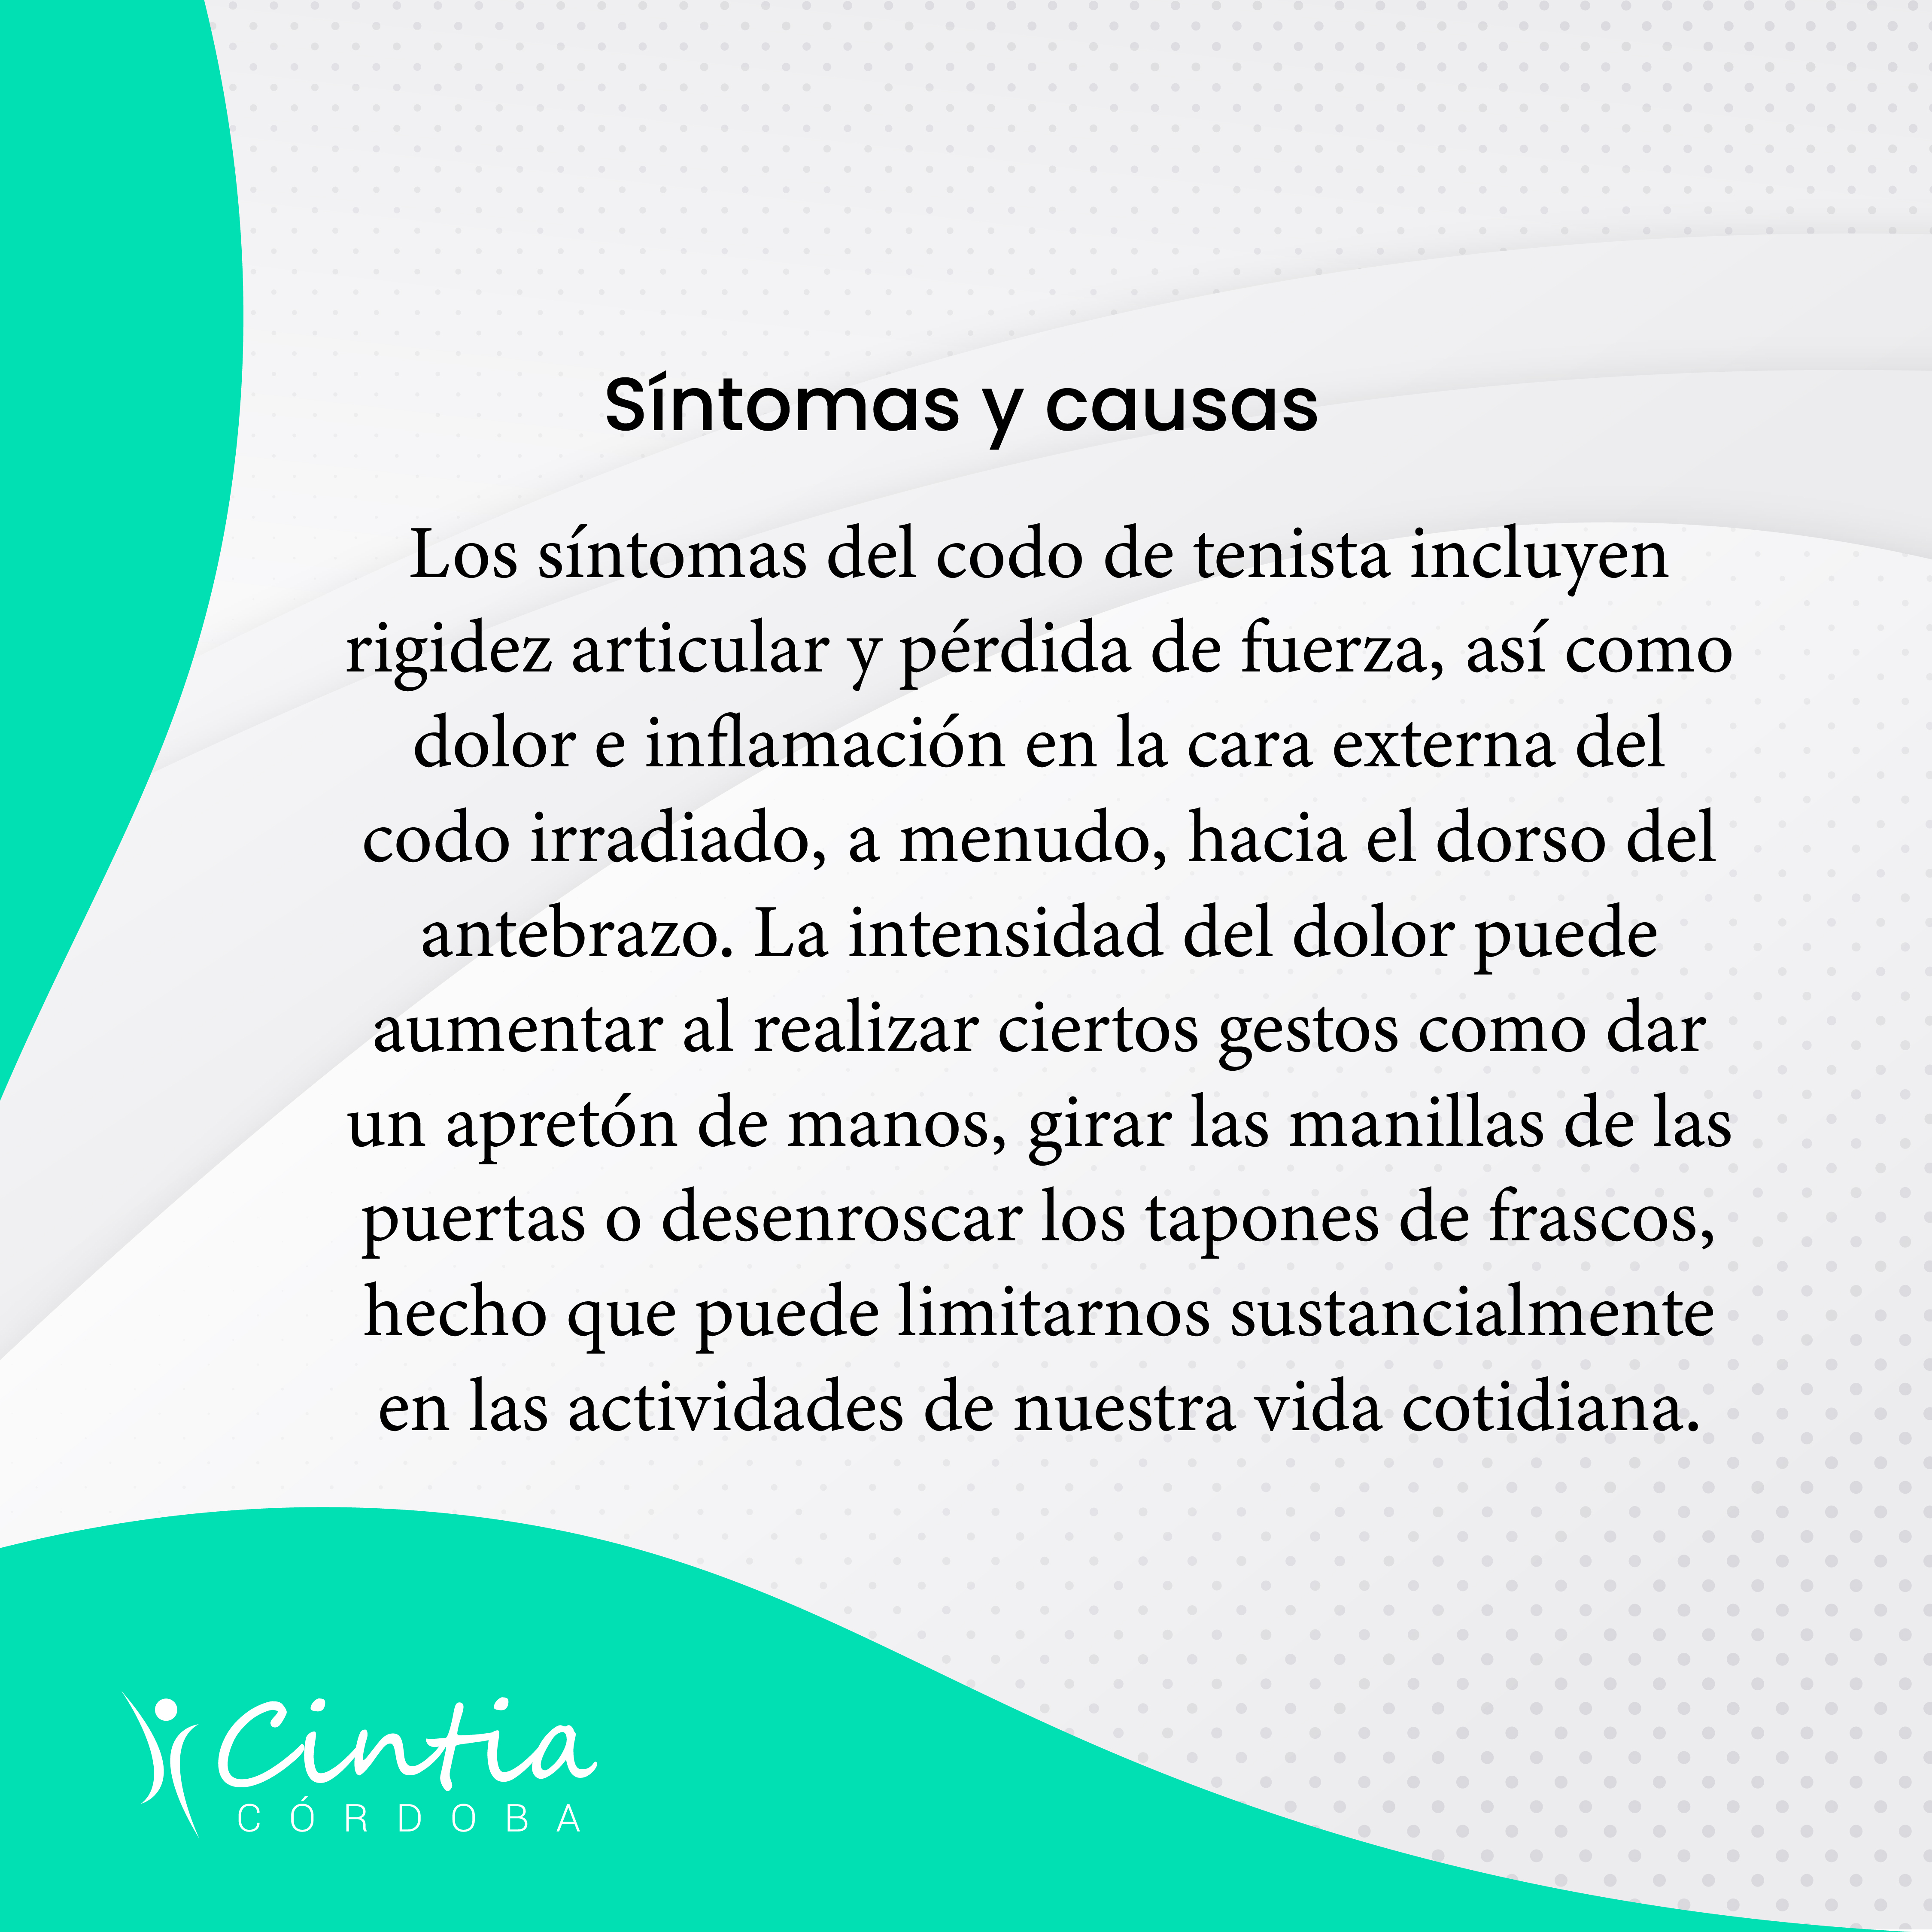 Síntomas y causas
Los síntomas del codo de tenista incluyen
rigidez articular y pérdida de fuerza, así como
dolor e inflamación en la cara externa del
codo irradiado, a menudo, hacia el dorso del
antebrazo. La intensidad del dolor puede
aumentar al realizar ciertos gestos como dar
un apretón de manos, girar las manillas de las
puertas o desenroscar los tapones de frascos,
hecho que puede limitarnos sustancialmente
en las actividades de nuestra vida cotidiana.
Cintia
CÓRDOBA